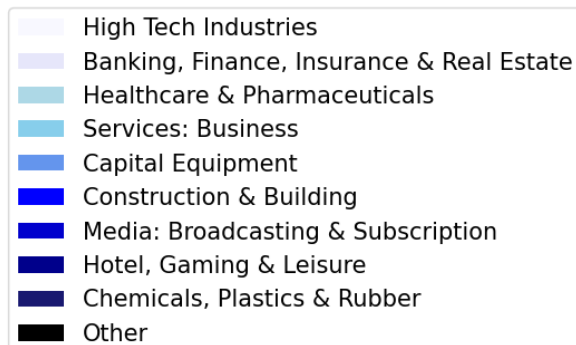 High Tech Industries
Banking, Finance, Insurance & Real Estate
Healthcare & Pharmaceuticals
Services: Business
Capital Equipment
Construction & Building
Media: Broadcasting & Subscription
Hotel, Gaming & Leisure
Chemicals, Plastics & Rubber
Other